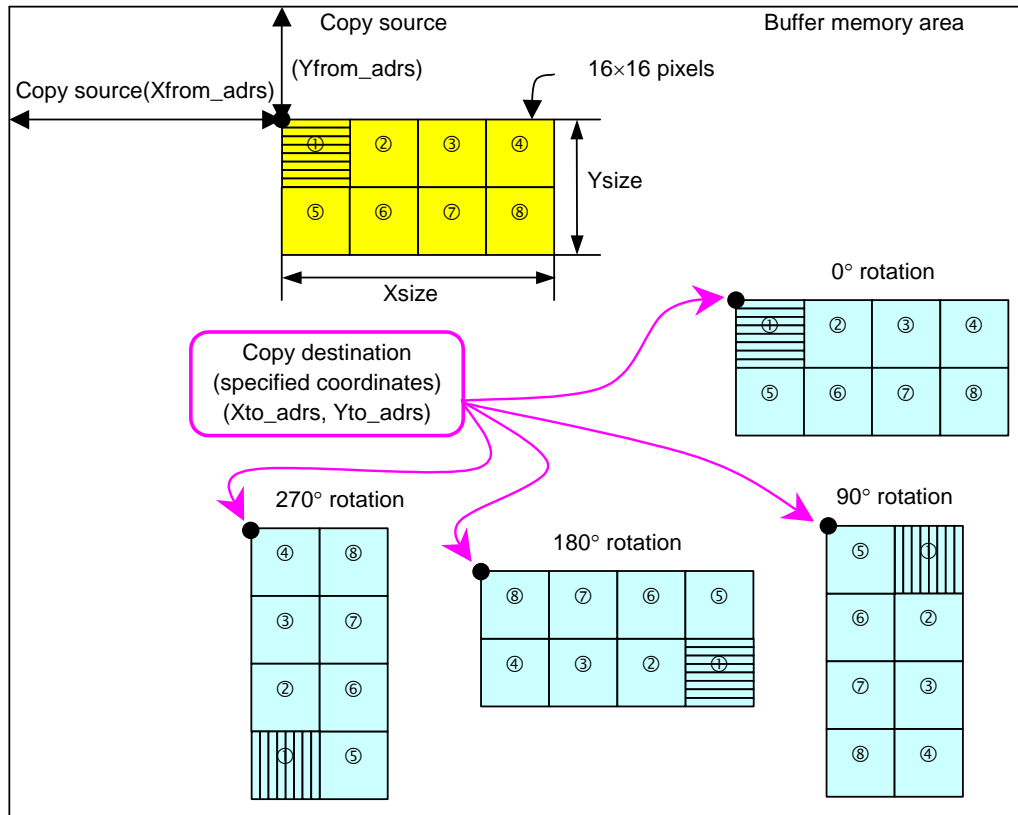 Copy source
(Yfrom_adrs)
Buffer memory area
Copy source(Xfrom_adrs)
16×16 pixels
① ② ③ ④
⑤ ⑥ ⑦ ⑧
Ysize
Xsize
0° rotation
① ② ③ ④
⑤ ⑥ ⑦ ⑧
Copy destination
(specified coordinates)
(Xto_adrs, Yto_adrs)
270° rotation
④ ⑧
③ ⑦
② ⑥
① ⑤
180° rotation
⑧ ⑦ ⑥ ⑤
④ ③ ② ①
90° rotation
⑤ ①
⑥ ②
⑦ ③
⑧ ④